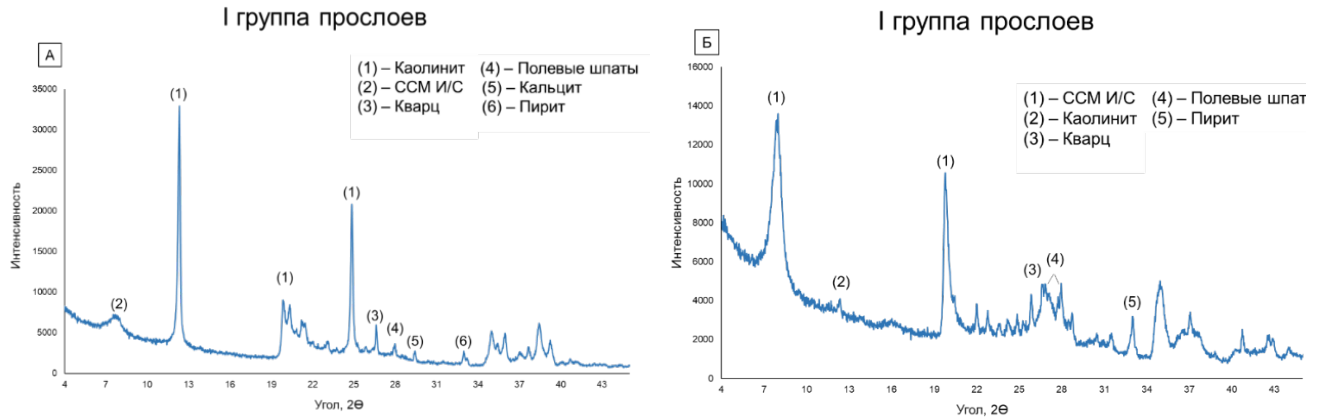 I группа прослоев
А
(1) – Каолинит (4) – Полевые шпаты
(2) – ССМ И/С (5) – Кальцит
(3) – Кварц (6) – Пирит
35000
30000
25000
20000
15000
10000
5000
0
Интенсивность
(1)
(2)
(1)
(1)
(3)
(4)
(5)
(6)
4 7 10 13 16 19 22 25 28 31 34 37 40 43
Угол, 2Ɵ
I группа прослоев
Б
(1) – ССМ И/С (4) – Полевые шпат
(2) – Каолинит (5) – Пирит
(3) – Кварц
16000
14000
12000
10000
8000
6000
4000
2000
0
Интенсивность
(1)
(2)
(1)
(3)
(4)
(5)
4 7 10 13 16 19 22 25 28 31 34 37 40 43
Угол, 2Ɵ